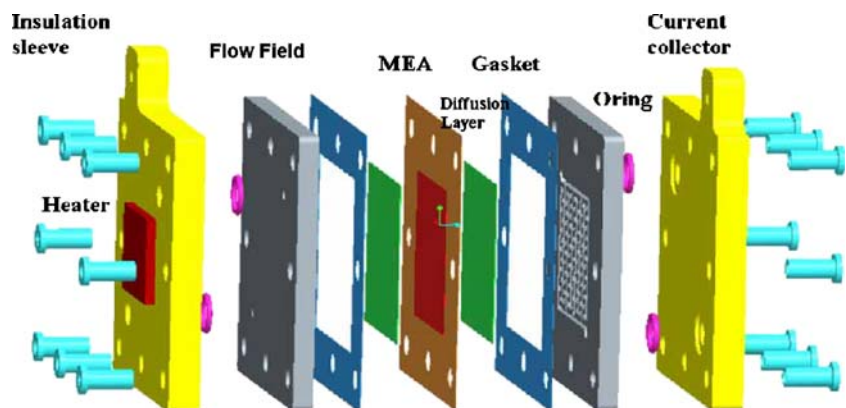 Insulation
sleeve
Flow Field
MEA
Gasket
Current
collector
Diffusion
Layer
Oring
Heater